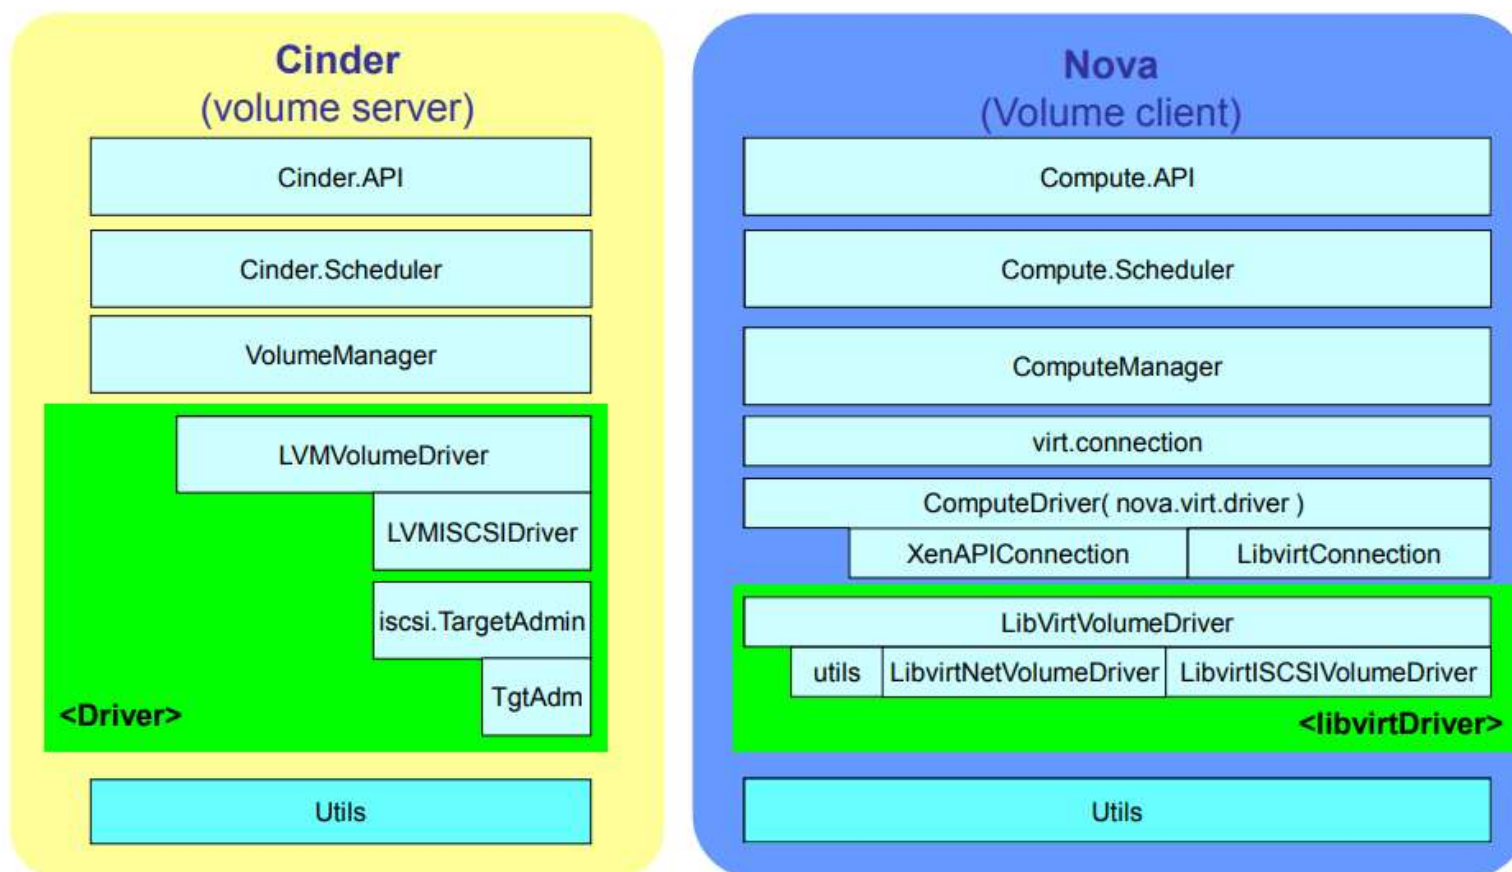 Cinder
(volume server)
Cinder.API
Cinder.Scheduler
VolumeManager
LVMVolumeDriver
LVMISCSIDriver
iscsi.TargetAdmin
TgtAdm
<Driver>
Utils
Nova
(Volume client)
Compute.API
Compute.Scheduler
ComputeManager
virt.connection
ComputeDriver( nova.virt.driver )
XenAPIConnection
LibvirtConnection
LibVirtVolumeDriver
utils
LibvirtNetVolumeDriver
LibvirtISCSIVolumeDriver
<libvirtDriver>
Utils